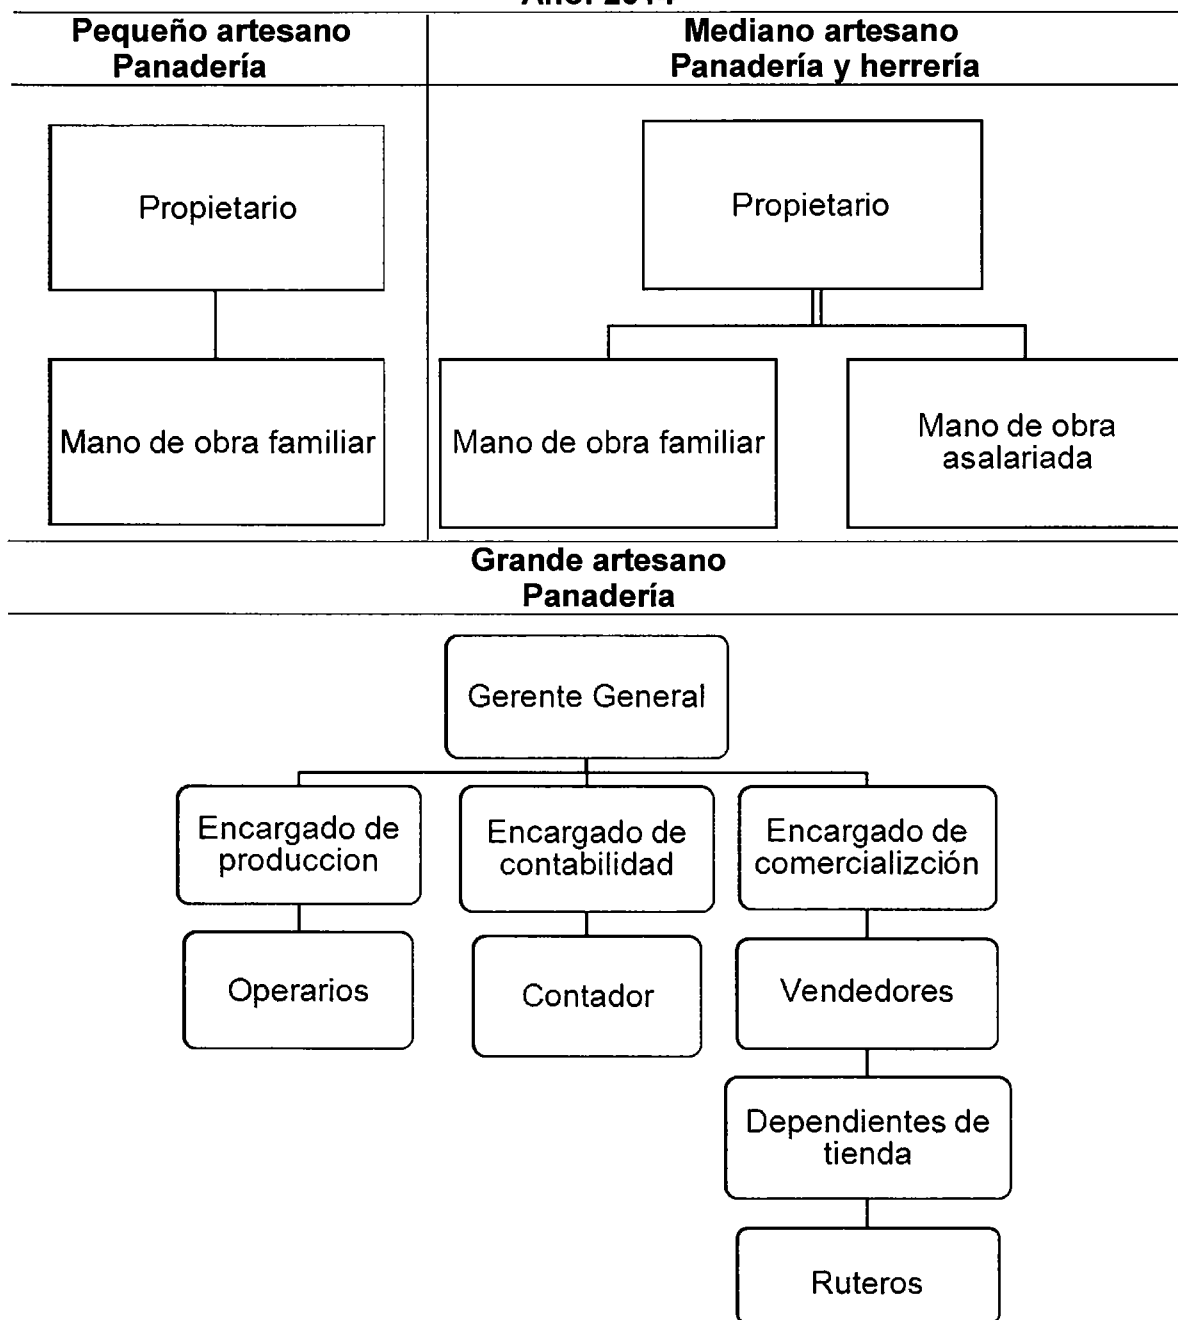 Pequeño artesano
Panadería
Mediano artesano
Panadería y herrería
Propietario
Mano de obra familiar
Propietario
Mano de obra familiar
Mano de obra
asalariada
Grande artesano
Panadería
Gerente General
Encargado de
produccion
Encargado de
contabilidad
Encargado de
comercializción
Operarios
Contador
Vendedores
Dependientes de
tienda
Ruteros